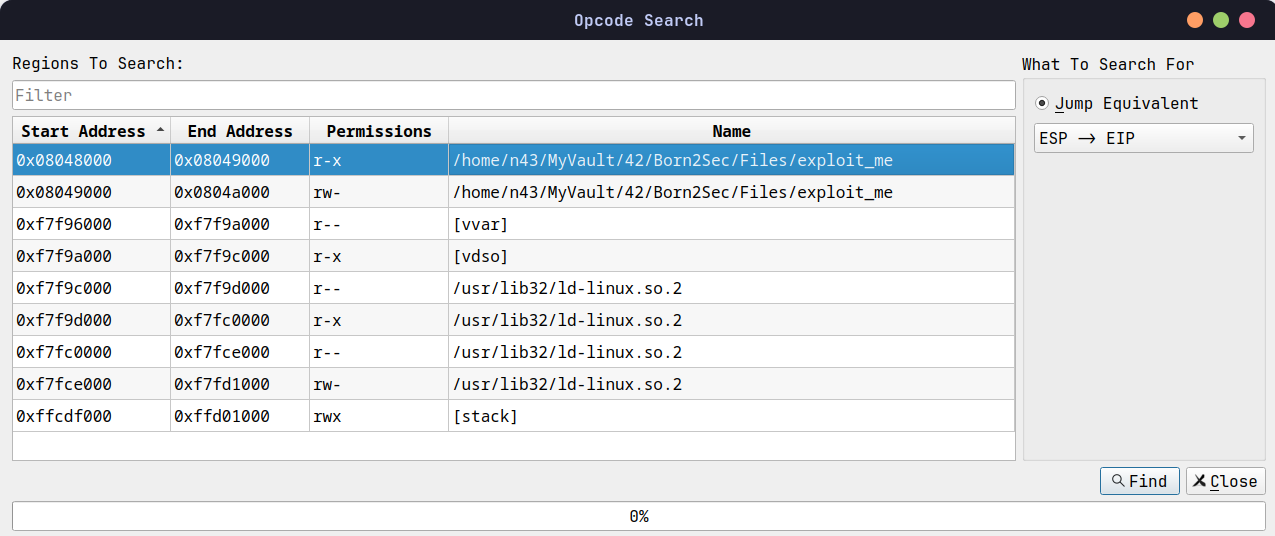 Opcode Search
Regions To Search:
What To Search For
Filter
Jump Equivalent
ESP → EIP
Start Address End Address Permissions Name
0x08048000 0x08049000 r-x /home/n43/MyVault/42/Born2Sec/Files/exploit_me
0x08049000 0x0804a000 rw- /home/n43/MyVault/42/Born2Sec/Files/exploit_me
0xf7f96000 0xf7f9a000 r-- [vvar]
0xf7f9a000 0xf7f9c000 r-x [vdso]
0xf7f9c000 0xf7f9d000 r-- /usr/lib32/ld-linux.so.2
0xf7f9d000 0xf7fc0000 r-x /usr/lib32/ld-linux.so.2
0xf7fc0000 0xf7fce000 r-- /usr/lib32/ld-linux.so.2
0xf7fce000 0xf7fd1000 rw- /usr/lib32/ld-linux.so.2
0xffcdf000 0xffd01000 rwx [stack]
Find Close
0%